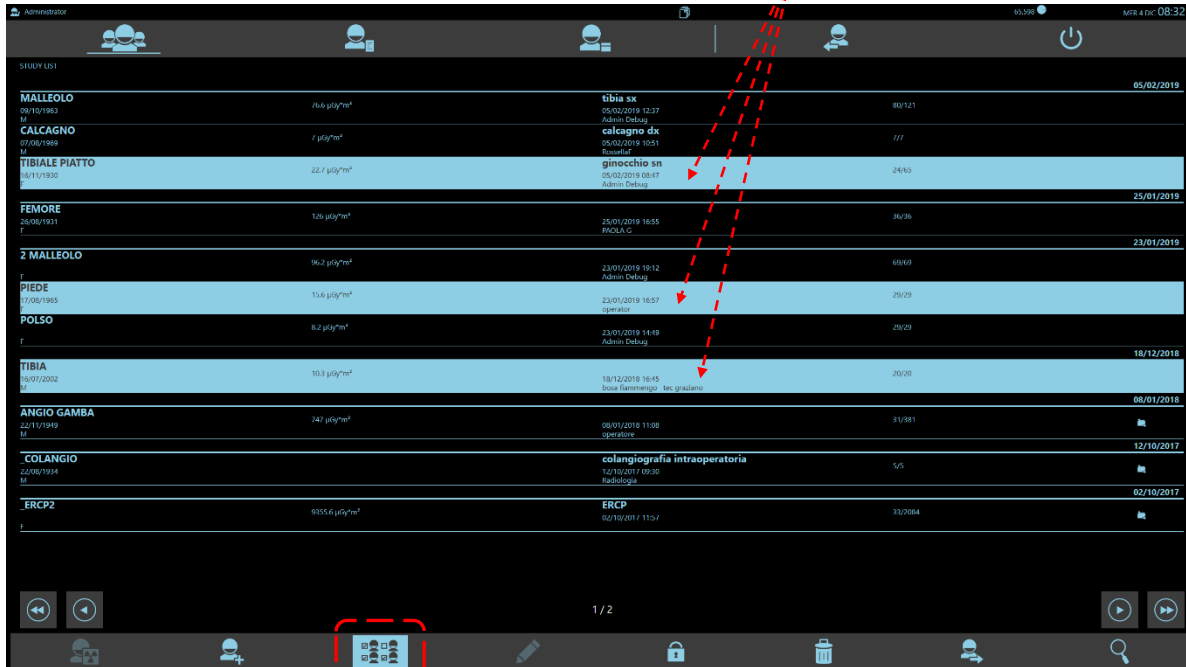 Administrator
65,598
MER 4 DIC 08:32
STUDY LIST
05/02/2019
MALLEOLO
09/10/1963
M
76.6 µGy*m²
tibia sx
05/02/2019 12:37
Admin Debug
80/121
CALCAGNO
07/08/1969
M
7 µGy*m²
calcagno dx
05/02/2019 10:51
RossellaF
7/7
TIBIALE PIATTO
16/11/1930
F
22.7 µGy*m²
ginocchio sn
05/02/2019 08:47
Admin Debug
24/65
25/01/2019
FEMORE
26/08/1931
F
126 µGy*m²
25/01/2019 16:55
PAOLA G
36/36
23/01/2019
2 MALLEOLO
F
96.2 µGy*m²
23/01/2019 19:12
Admin Debug
69/69
PIEDE
17/08/1965
F
15.6 µGy*m²
23/01/2019 16:57
operator
29/29
POLSO
F
8.2 µGy*m²
23/01/2019 14:49
Admin Debug
29/29
18/12/2018
TIBIA
16/07/2002
M
10.3 µGy*m²
18/12/2018 16:45
bosa fiammengo tec graziano
20/20
08/01/2018
ANGIO GAMBA
22/11/1949
M
747 µGy*m²
08/01/2018 11:08
operatore
31/381
12/10/2017
_COLANGIO
22/08/1934
M
colangiografia intraoperatoria
12/10/2017 09:30
Radiologia
5/5
02/10/2017
_ERCP2
F
9355.6 µGy*m²
ERCP
02/10/2017 11:57
33/2084
1 / 2